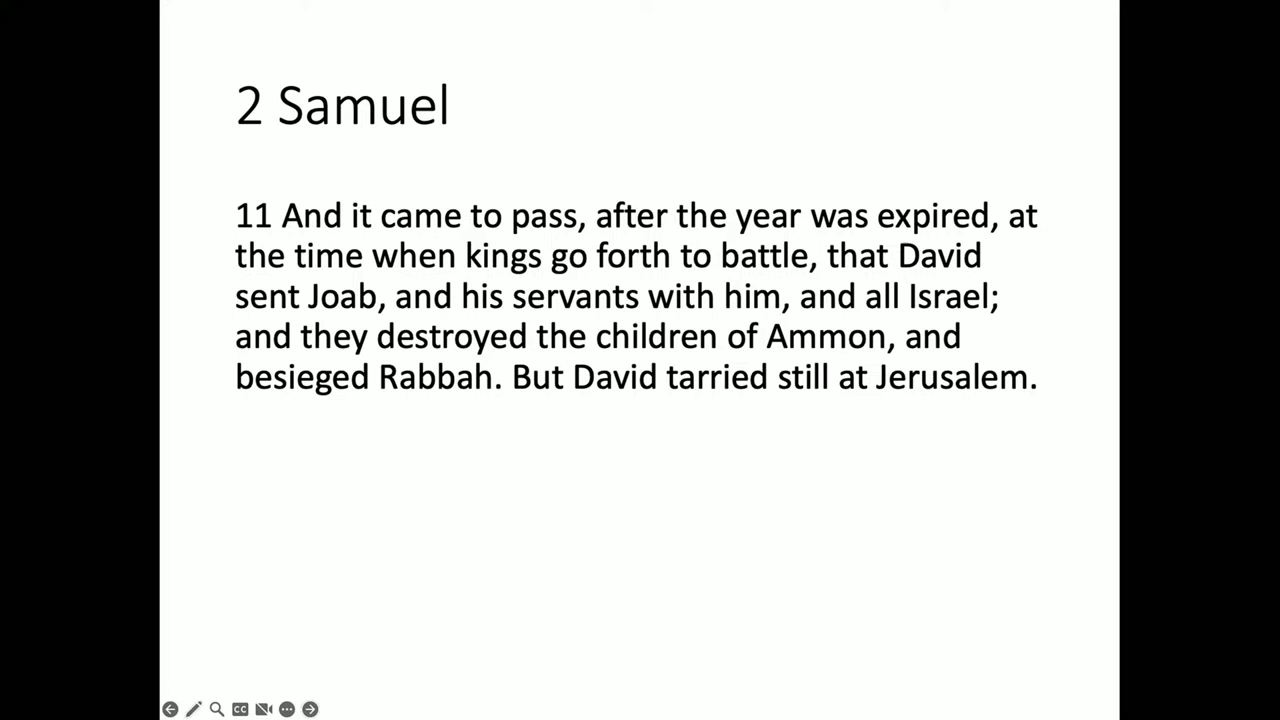 2 Samuel
11 And it came to pass, after the year was expired, at
the time when kings go forth to battle, that David
sent Joab, and his servants with him, and all Israel;
and they destroyed the children of Ammon, and
besieged Rabbah. But David tarried still at Jerusalem.
CC